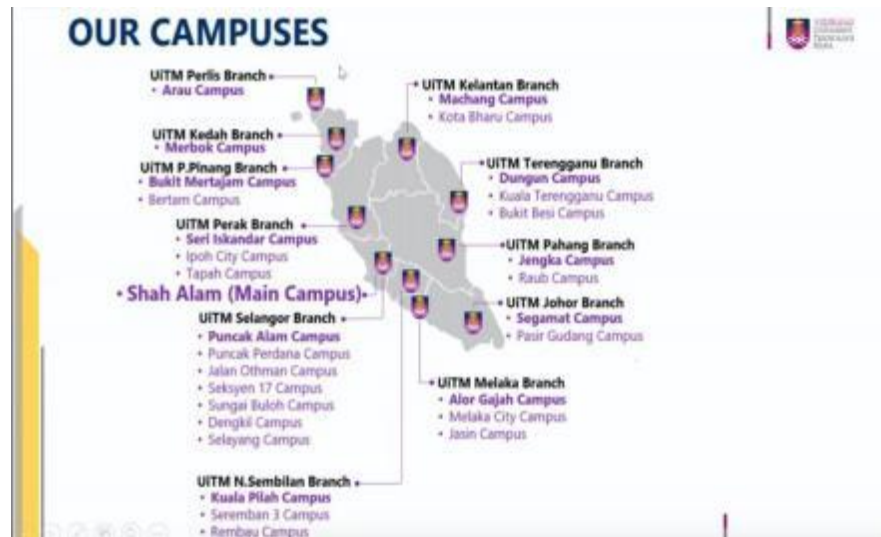 OUR CAMPUSES
UiTM Perlis Branch
• Arau Campus
UiTM Kedah Branch
• Merbok Campus
UiTM P.Pinang Branch
• Bukit Mertajam Campus
• Bertam Campus
UiTM Perak Branch
• Seri Iskandar Campus
• Ipoh City Campus
• Tapah Campus
• Shah Alam (Main Campus)
UiTM Selangor Branch
• Puncak Alam Campus
• Puncak Perdana Campus
• Jalan Othman Campus
• Seksyen 17 Campus
• Sungai Buloh Campus
• Dengkil Campus
• Selayang Campus
UiTM N.Sembilan Branch
• Kuala Pilah Campus
• Seremban 3 Campus
• Rembau Campus
UiTM Kelantan Branch
• Machang Campus
• Kota Bharu Campus
UiTM Terengganu Branch
• Dungun Campus
• Kuala Terengganu Campus
• Bukit Besi Campus
UiTM Pahang Branch
• Jengka Campus
• Raub Campus
UiTM Johor Branch
• Segamat Campus
• Pasir Gudang Campus
UiTM Melaka Branch
• Alor Gajah Campus
• Melaka City Campus
• Jasin Campus